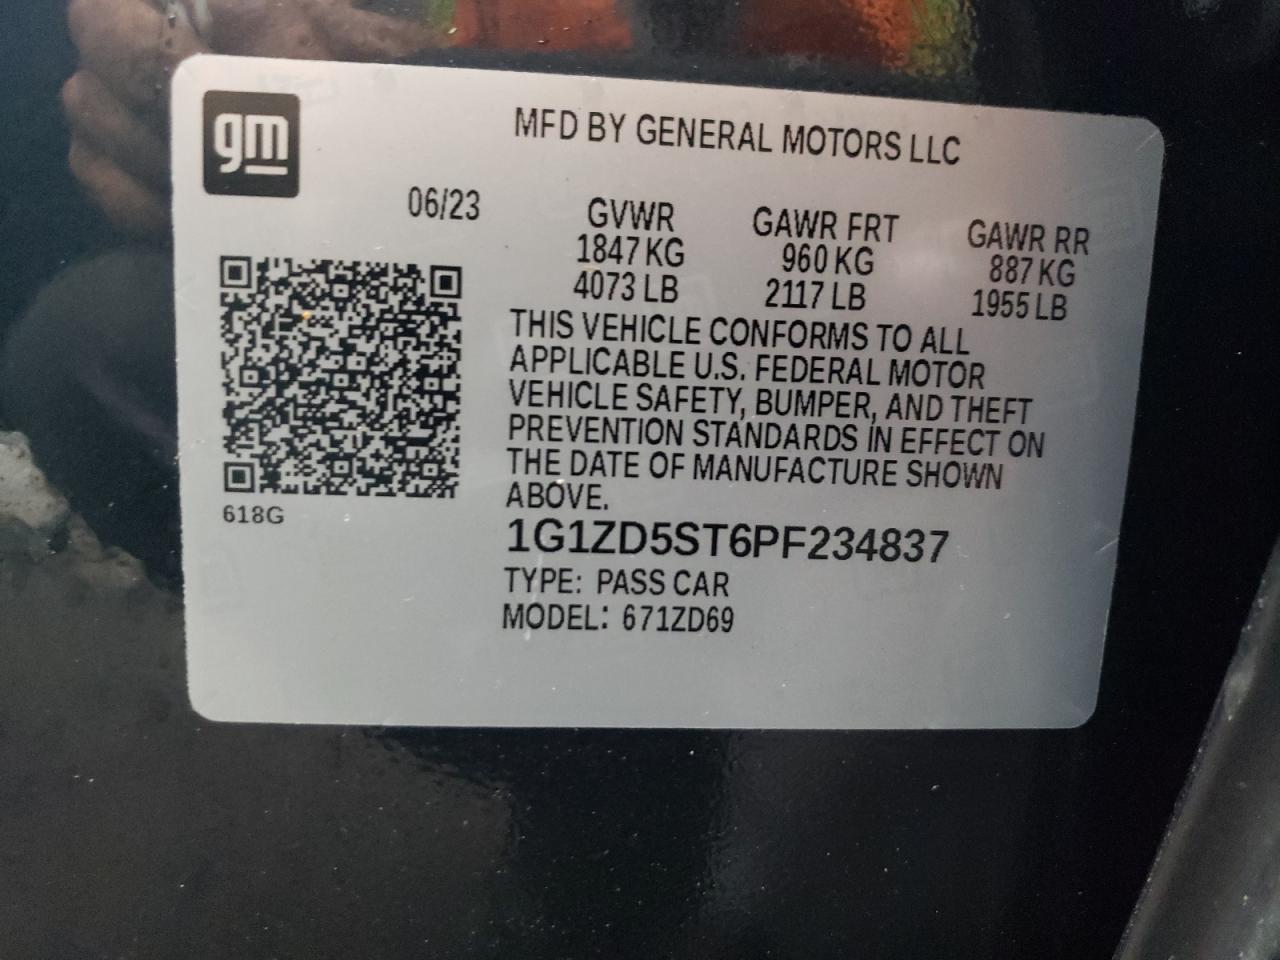 gm
MFD BY GENERAL MOTORS LLC
06/23
GVWR GAWR FRT GAWR RR
1847 KG 960 KG 887 KG
4073 LB 2117 LB 1955 LB
THIS VEHICLE CONFORMS TO ALL
APPLICABLE U.S. FEDERAL MOTOR
VEHICLE SAFETY, BUMPER, AND THEFT
PREVENTION STANDARDS IN EFFECT ON
THE DATE OF MANUFACTURE SHOWN
ABOVE.
618G
1G1ZD5ST6PF234837
TYPE: PASS CAR
MODEL: 671ZD69